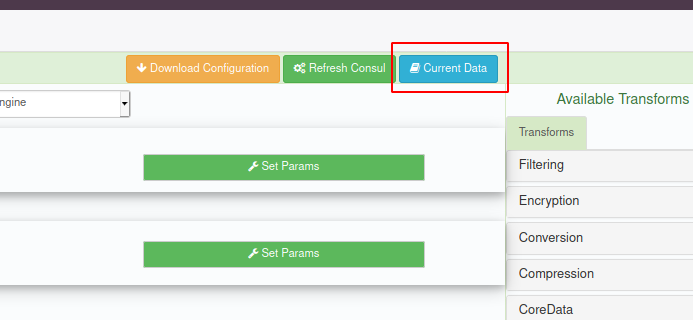 Download Configuration
Refresh Consul
Current Data
ngine
Available Transforms
Transforms
Set Params
Filtering
Encryption
Conversion
Set Params
Compression
CoreData